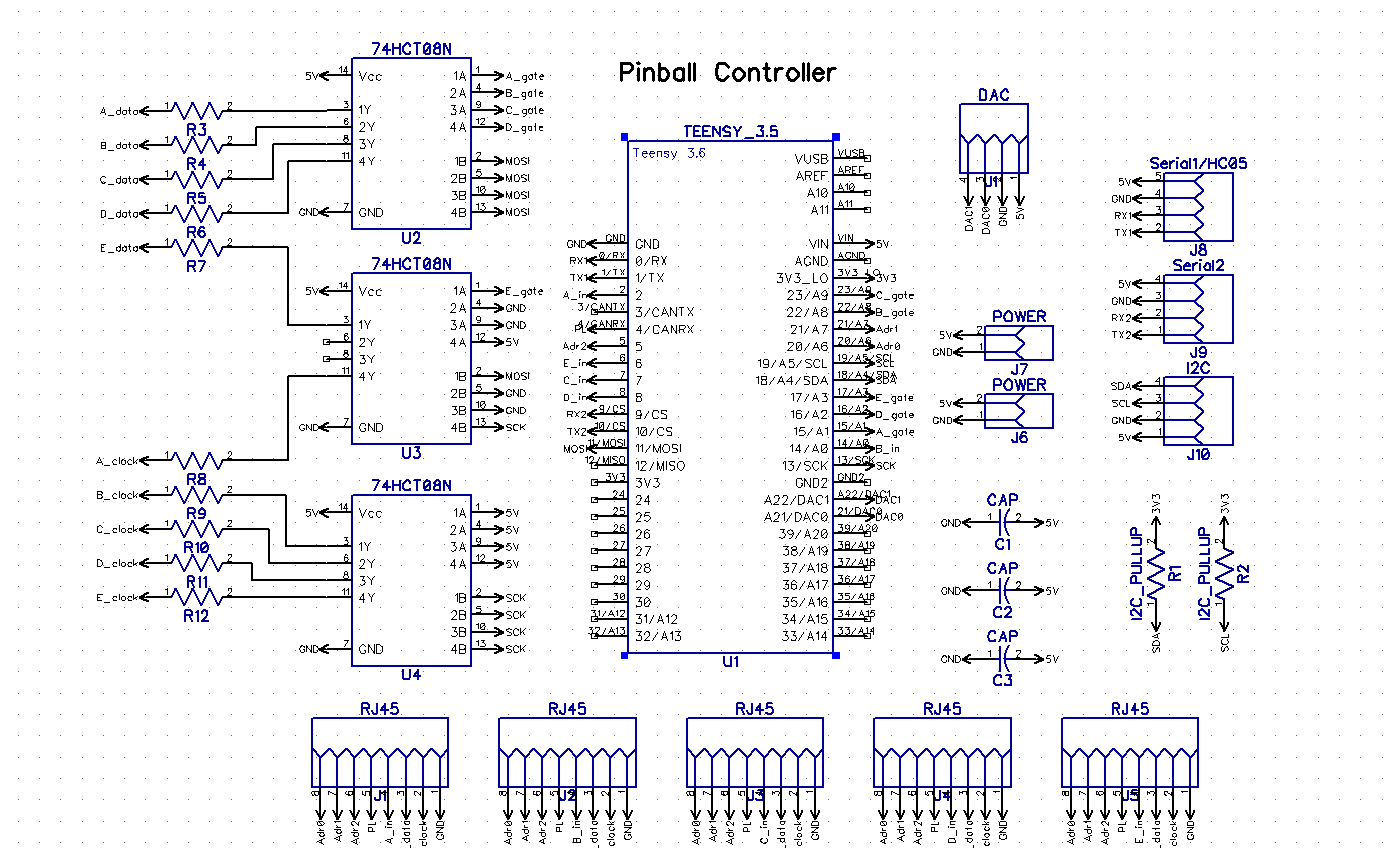 Pinball Controller
74HCT08N
5V 14 Vcc 1A 1 A_gate
2A 4 B_gate
A_data 1 2 3 1Y 3A 9 C_gate
R3
6 2Y 4A 12 D_gate
B_data 1 2 8 3Y
R4
11 4Y 1B 2 MOSI
C_data 1 2 2B 5 MOSI
R5
3B 10 MOSI
D_data 1 2 GND 7 GND 4B 13 MOSI
R6
U2
E_data 1 2
R7
74HCT08N
5V 14 Vcc 1A 1 E_gate
2A 4 GND
3 1Y 3A 9 GND
6 2Y 4A 12 5V
8 3Y
11 4Y 1B 2 MOSI
2B 5 GND
3B 10 GND
GND 7 GND 4B 13 SCK
U3
A_clock 1 2
R8
74HCT08N
B_clock 1 2
R9
5V 14 Vcc 1A 1 5V
2A 4 5V
C_clock 1 2
R10
3 1Y 3A 9 5V
6 2Y 4A 12 5V
D_clock 1 2
R11
8 3Y
E_clock 1 2
R12
11 4Y 1B 2 SCK
2B 5 SCK
3B 10 SCK
GND 7 GND 4B 13 SCK
U4
TEENSY_3.5
Teensy 3.6
VUSB VUSB
AREF AREF
A10 A10
A11 A11
GND GND GND VIN VIN 5V
RX1 0/RX 0/RX AGND AGND
TX1 1/TX 1/TX 3V3_LO 3V3_LO 3V3
A_in 2 2 23/A9 23/A9 C_gate
3/CANTX 3/CANTX 22/A8 22/A8 B_gate
PL 4/CANRX 4/CANRX 21/A7 21/A7 Adr1
Adr2 5 5 20/A6 20/A6 Adr0
E_in 6 6 19/A5/SCL 19/A5/SCL SCL
C_in 7 7 18/A4/SDA 18/A4/SDA SDA
D_in 8 8 17/A3 17/A3 E_gate
RX2 9/CS 9/CS 16/A2 16/A2 D_gate
TX2 10/CS 10/CS 15/A1 15/A1 A_gate
MOSI 11/MOSI 11/MOSI 14/A0 14/A0 B_in
12/MISO 12/MISO 13/SCK 13/SCK SCK
3V3 3V3 GND2 GND2
24 24 A22/DAC1 A22/DAC1 DAC1
25 25 A21/DAC0 21/DAC0 DAC0
26 26 39/A20 39/A20
27 27 38/A19 38/A19
28 28 37/A18 37/A18
29 29 36/A17 36/A17
30 30 35/A16 35/A16
31/A12 31/A12 34/A15 34/A15
32/A13 32/A13 33/A14 33/A14
U1
DAC
4 3 2 1
DAC1 DAC0 GND 5V
POWER
5V 2
GND 1
J7
POWER
5V 2
GND 1
J6
Serial1/HC05
5V 5
GND 4
RX1 3
TX1 2
J8
Serial2
5V 4
GND 3
RX2 2
TX2 1
J9
I2C
SDA 4
SCL 3
GND 2
5V 1
J10
CAP
GND 1 2 5V
C1
CAP
GND 1 2 5V
C2
CAP
GND 1 2 5V
C3
3V3 2 I2C_PULLUP R1 1 SDA
3V3 2 I2C_PULLUP R2 1 SCL
RJ45
8 7 6 5 4 3 2 1
J1
Adr0 Adr1 Adr2 PL A_in _data clock GND
RJ45
8 7 6 5 4 3 2 1
J2
Adr0 Adr1 Adr2 PL B_in _data clock GND
RJ45
8 7 6 5 4 3 2 1
J3
Adr0 Adr1 Adr2 PL C_in _data clock GND
RJ45
8 7 6 5 4 3 2 1
J4
Adr0 Adr1 Adr2 PL D_in _data clock GND
RJ45
8 7 6 5 4 3 2 1
J5
Adr0 Adr1 Adr2 PL E_in _data clock GND